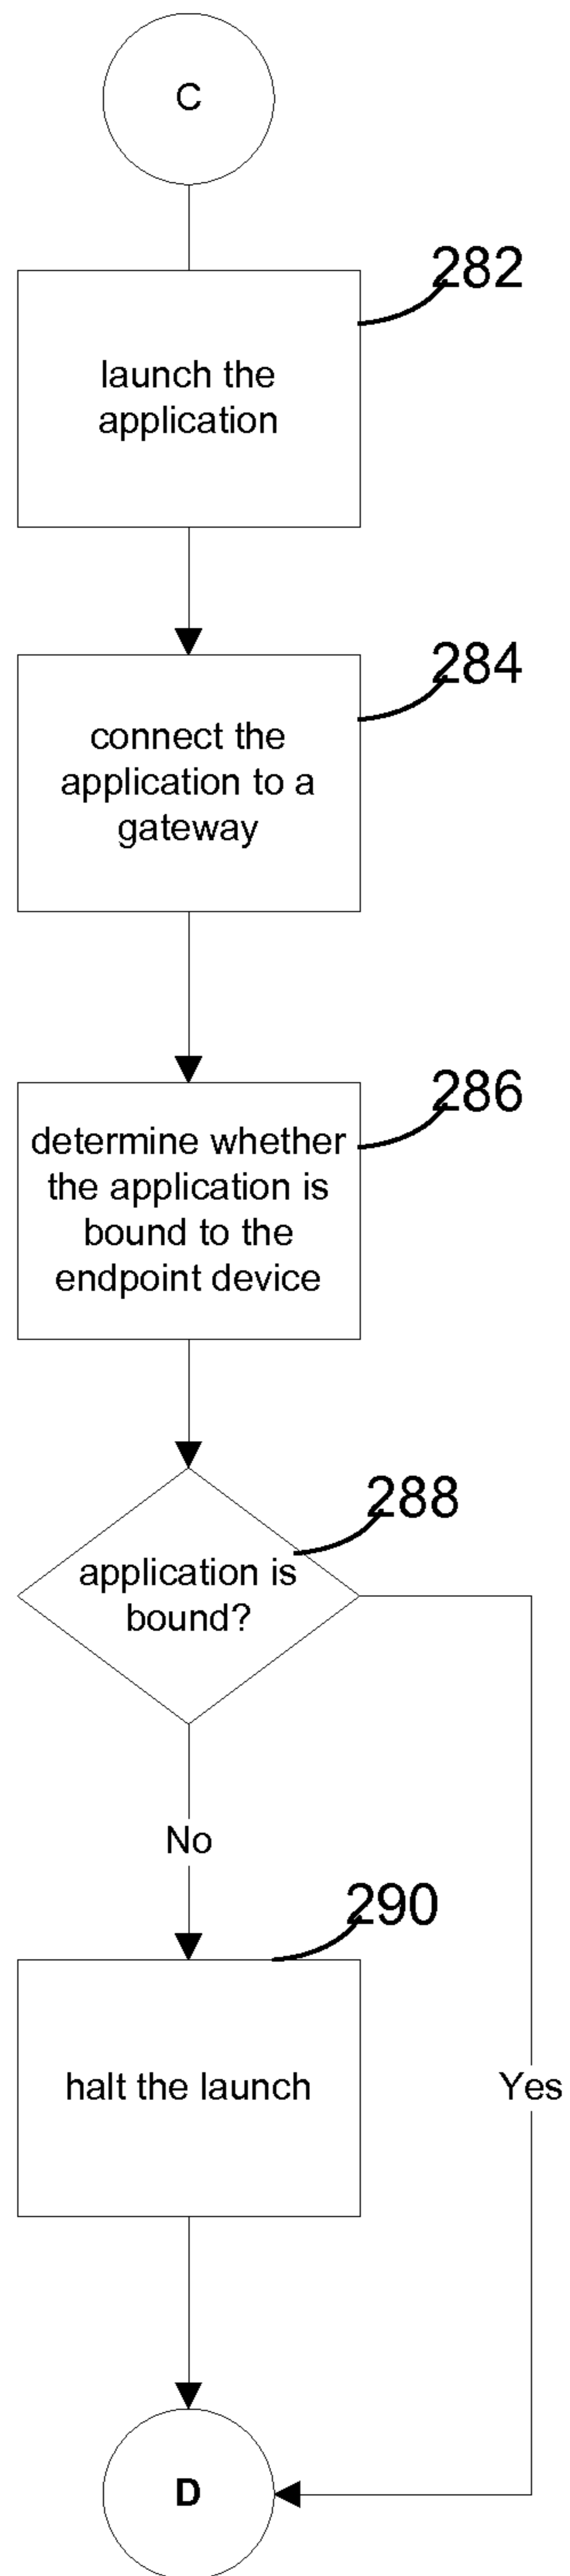 C
282
launch the
application
284
connect the
application to a
gateway
286
determine whether
the application is
bound to the
endpoint device
288
application is
bound?
No
290
halt the launch
Yes
D